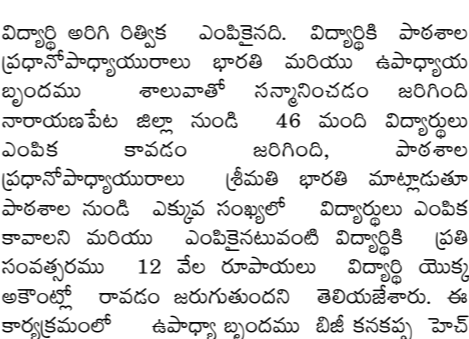 విద్యార్థి అరిగి రిత్విక ఎంపికైనది. విద్యార్థికి పాఠశాల
ప్రధానోపాధ్యాయురాలు భారతి మరియు ఉపాధ్యాయ
బృందము శాలువాతో సన్మానించడం జరిగింది
నారాయణపేట జిల్లా నుండి 46 మంది విద్యార్థులు
ఎంపిక కావడం జరిగింది, పాఠశాల
ప్రధానోపాధ్యాయురాలు శ్రీమతి భారతి మాట్లాడుతూ
పాఠశాల నుండి ఎక్కువ సంఖ్యలో విద్యార్థులు ఎంపిక
కావాలని మరియు ఎంపికైనటువంటి విద్యార్థికి ప్రతి
సంవత్సరము 12 వేల రూపాయలు విద్యార్థి యొక్క
అకౌంట్లో రావడం జరుగుతుందని తెలియజేశారు. ఈ
కార్యక్రమంలో ఉపాధ్యా బృందము బిజీ కనకప్ప హెచ్